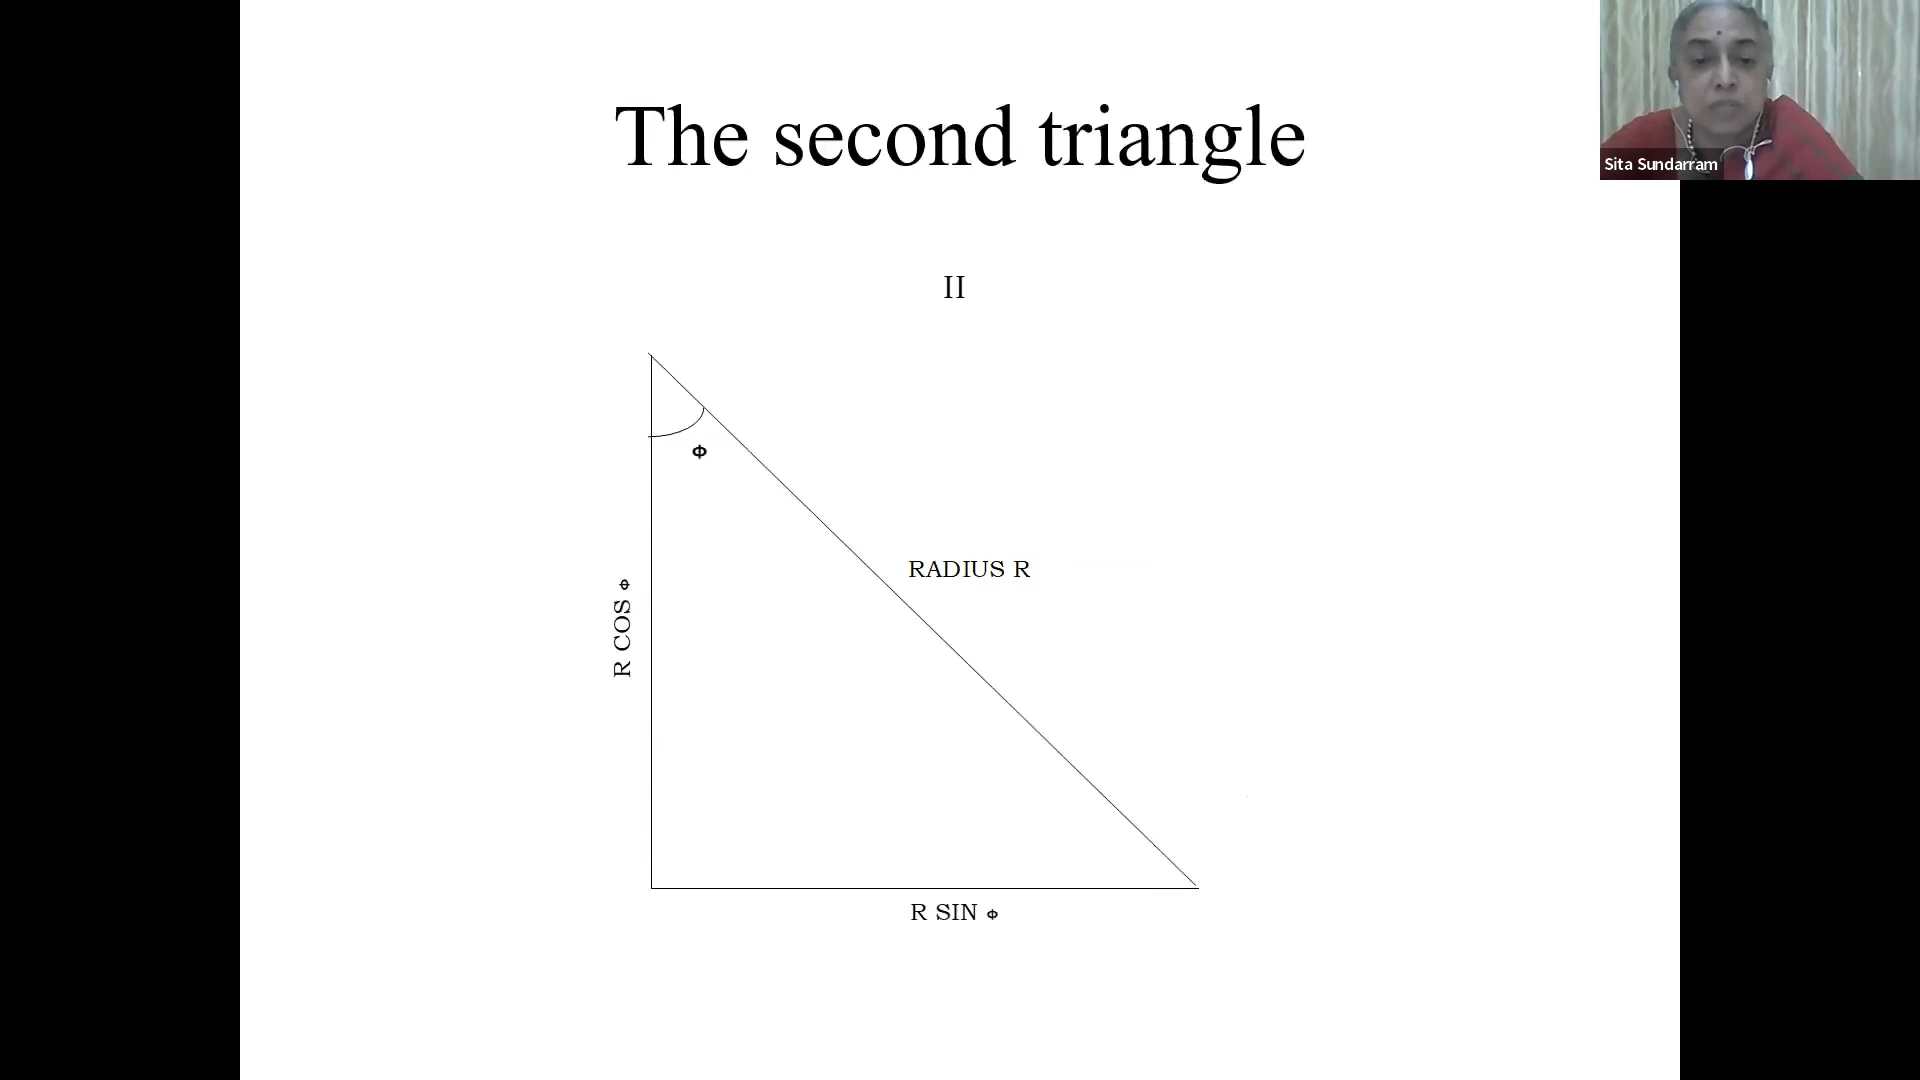 The second triangle
Sita Sundarram
II
Φ
RADIUS R
R COS Φ
R SIN Φ